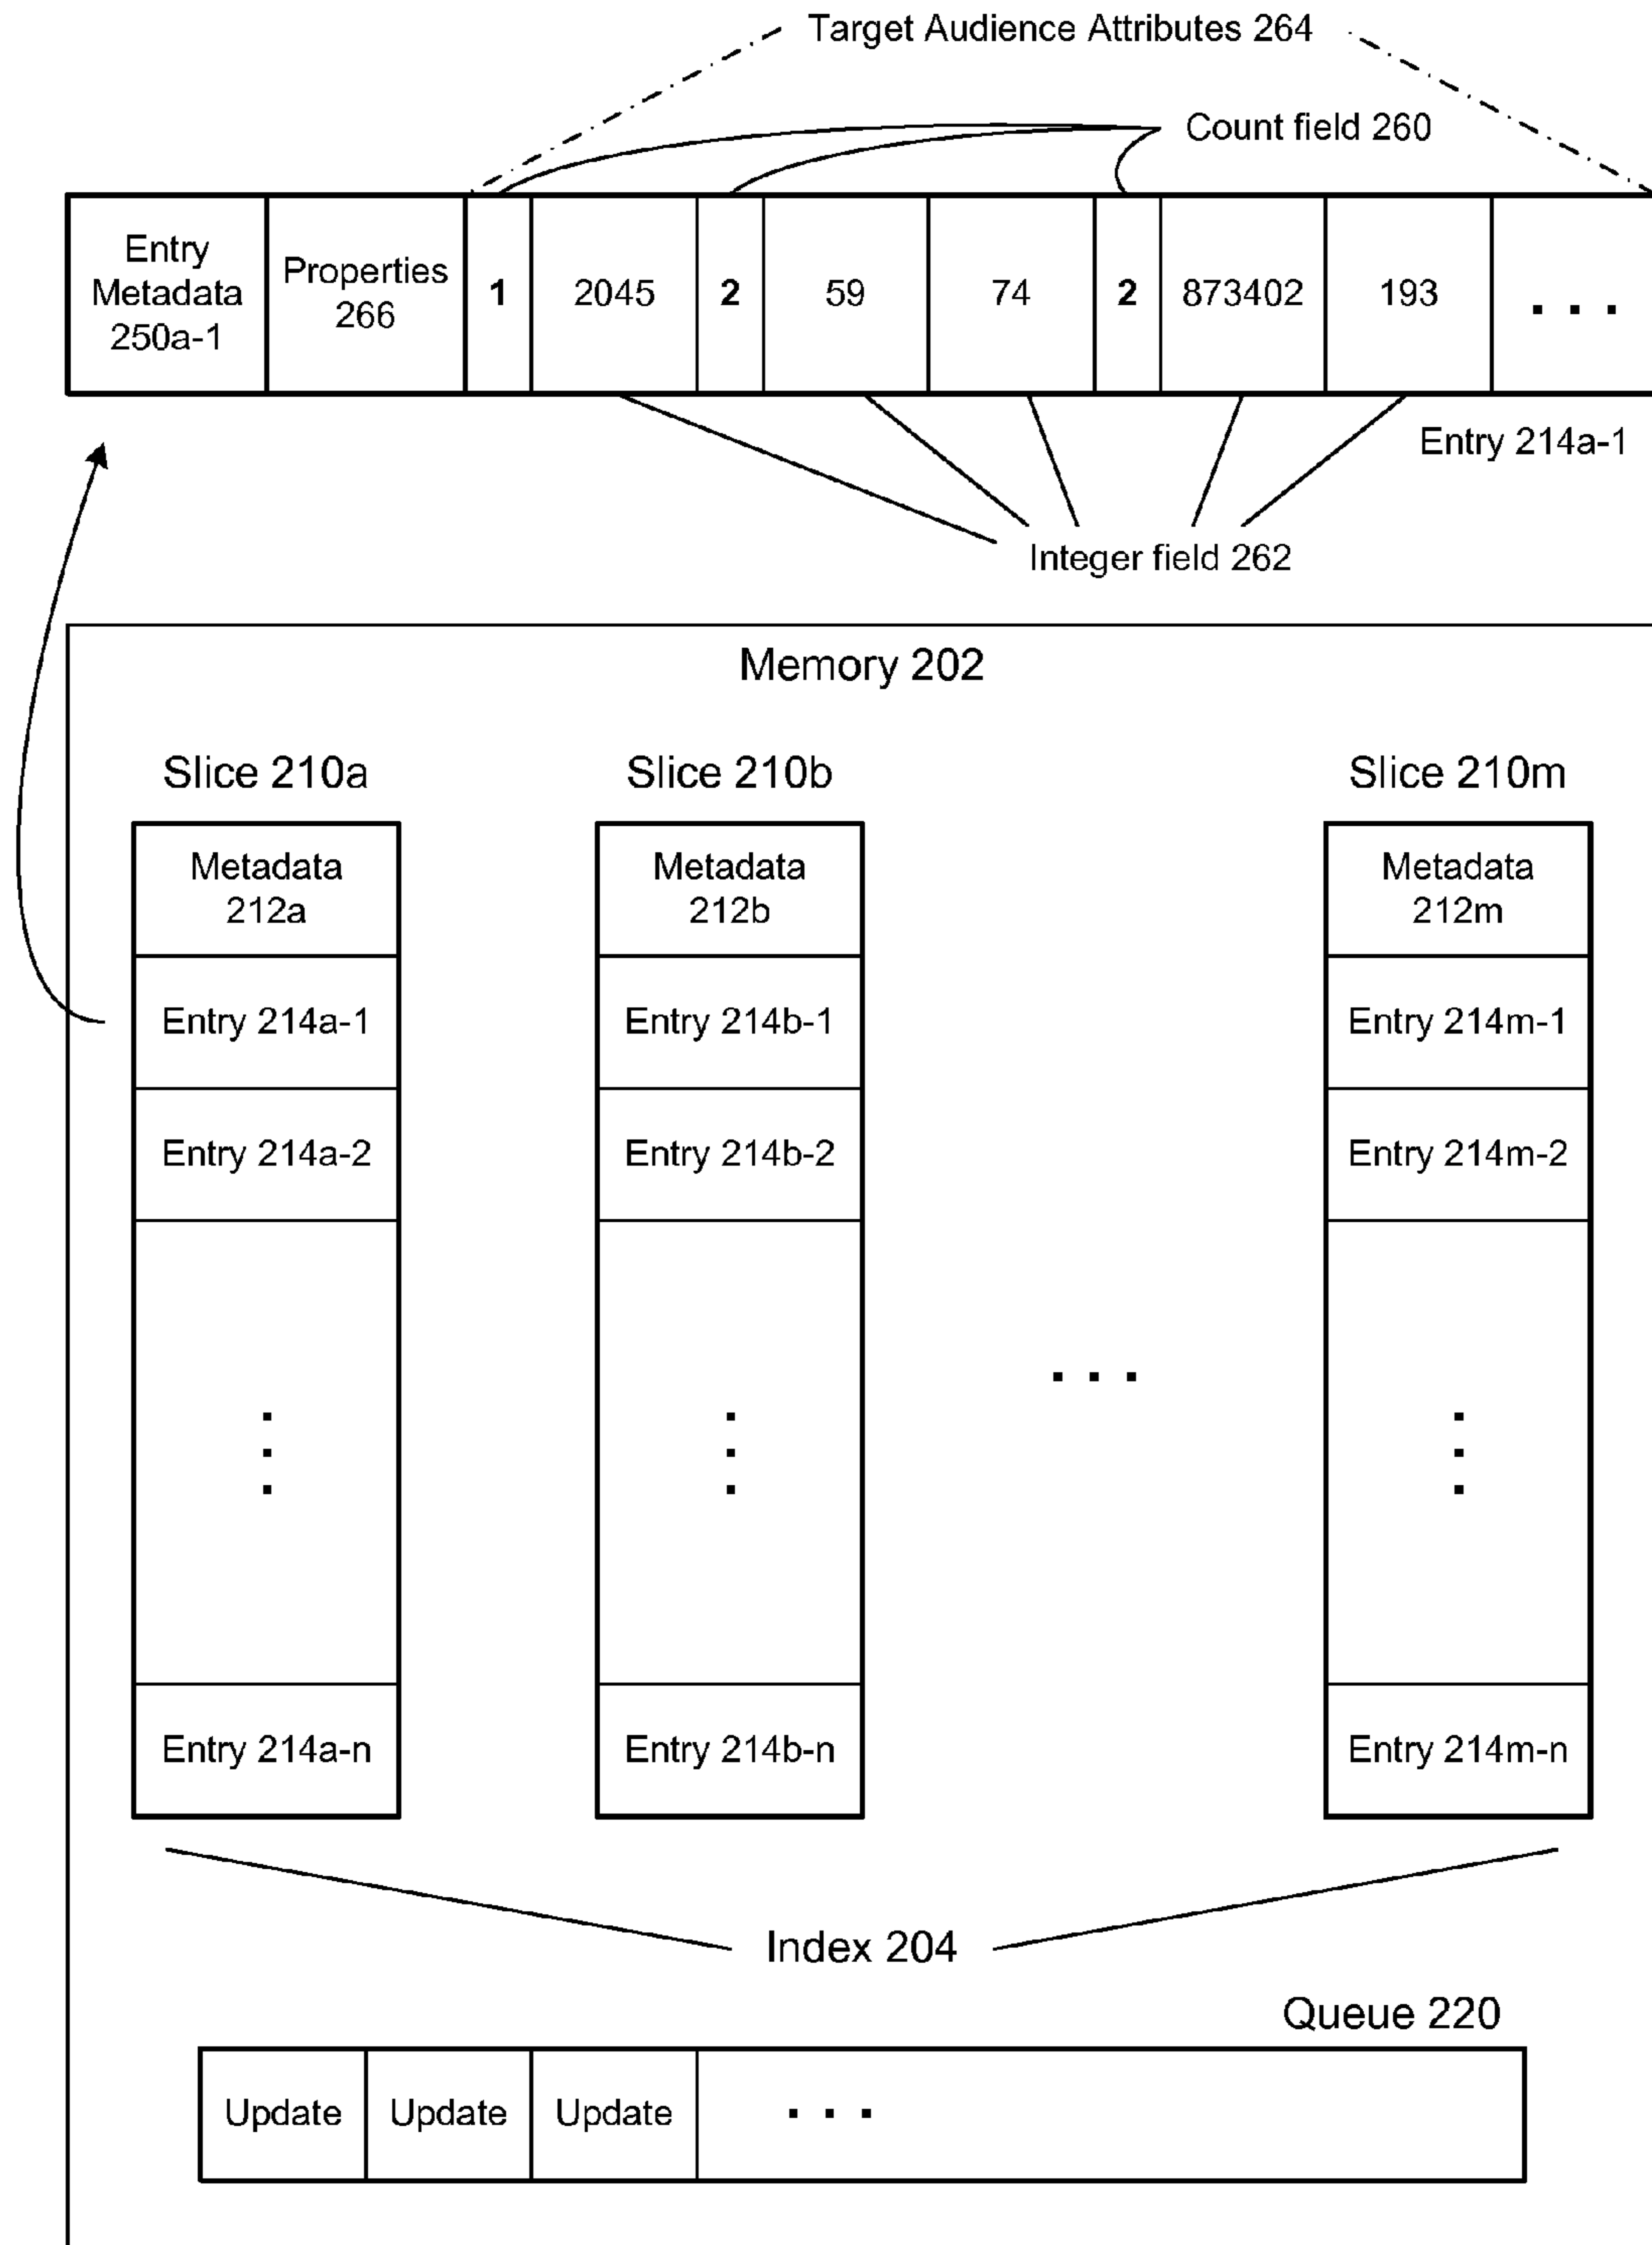 Target Audience Attributes 264
Count field 260
Entry
Metadata
250a-1
Properties
266
1
2045
2
59
74
2
873402
193
. . .
Entry 214a-1
Integer field 262
Memory 202
Slice 210a
Slice 210b
Slice 210m
Metadata
212a
Metadata
212b
Metadata
212m
Entry 214a-1
Entry 214b-1
Entry 214m-1
Entry 214a-2
Entry 214b-2
Entry 214m-2
. . .
Entry 214a-n
Entry 214b-n
Entry 214m-n
Index 204
Queue 220
Update
Update
Update
. . .